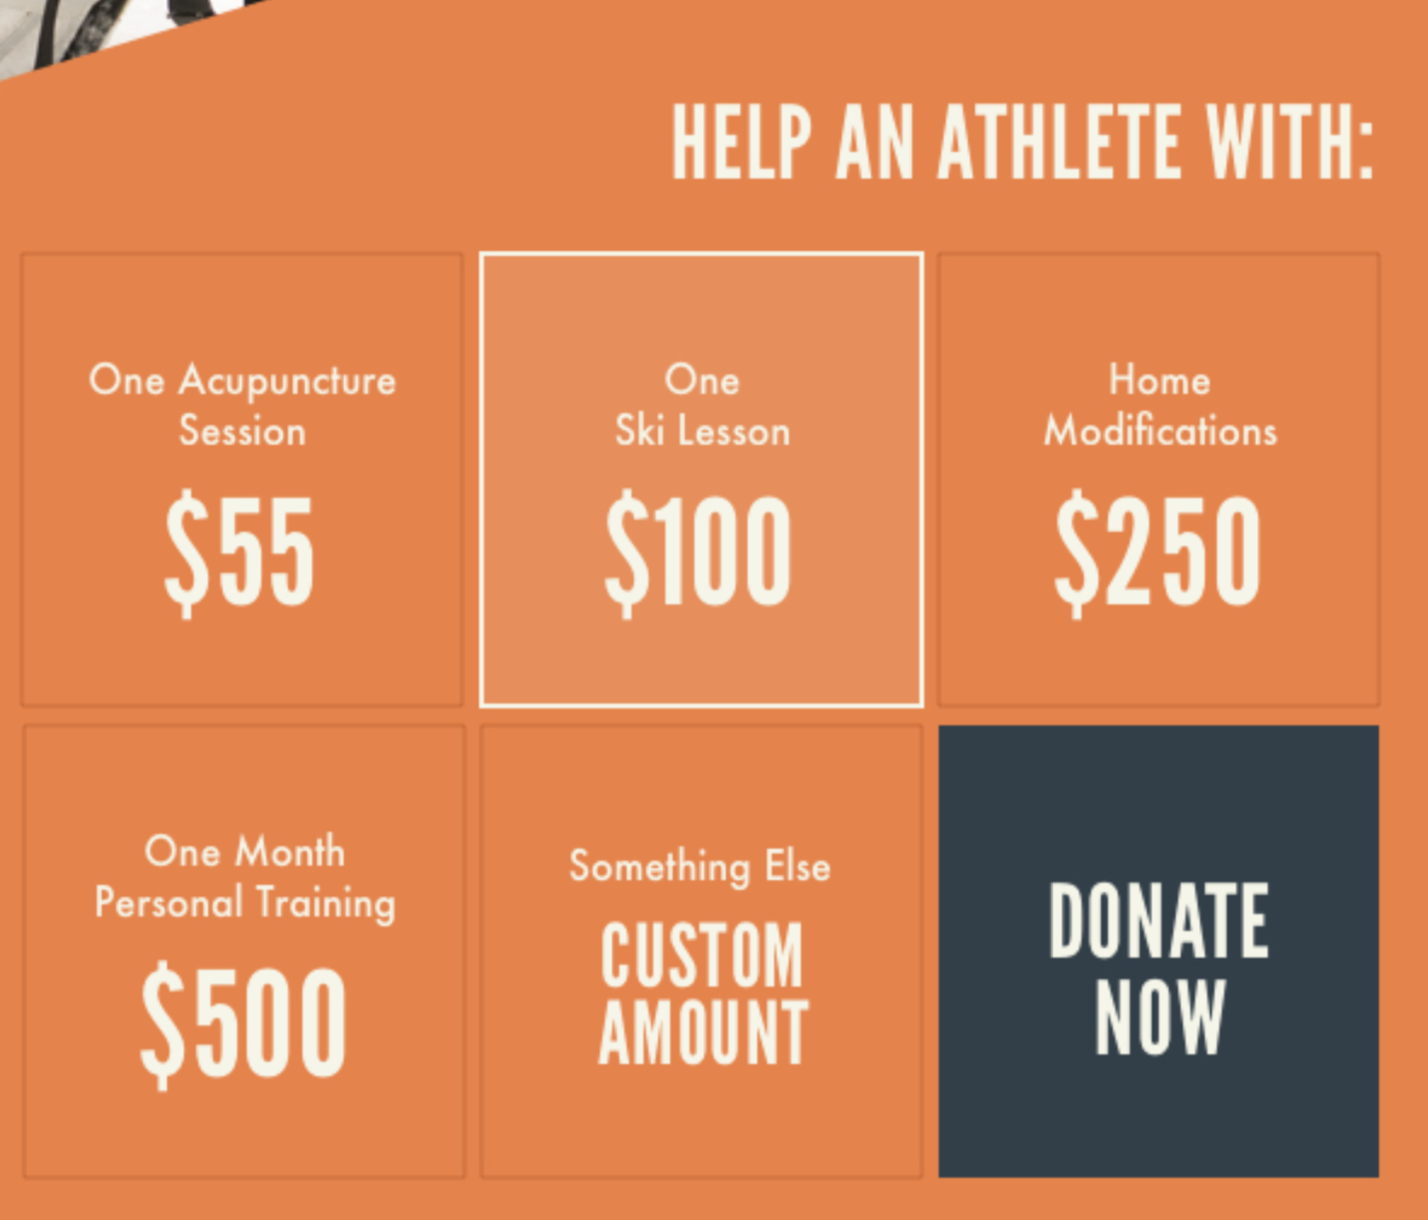 HELP AN ATHLETE WITH:
One Acupuncture
Session
$55
One
Ski Lesson
$100
Home
Modifications
$250
One Month
Personal Training
$500
Something Else
CUSTOM
AMOUNT
DONATE
NOW